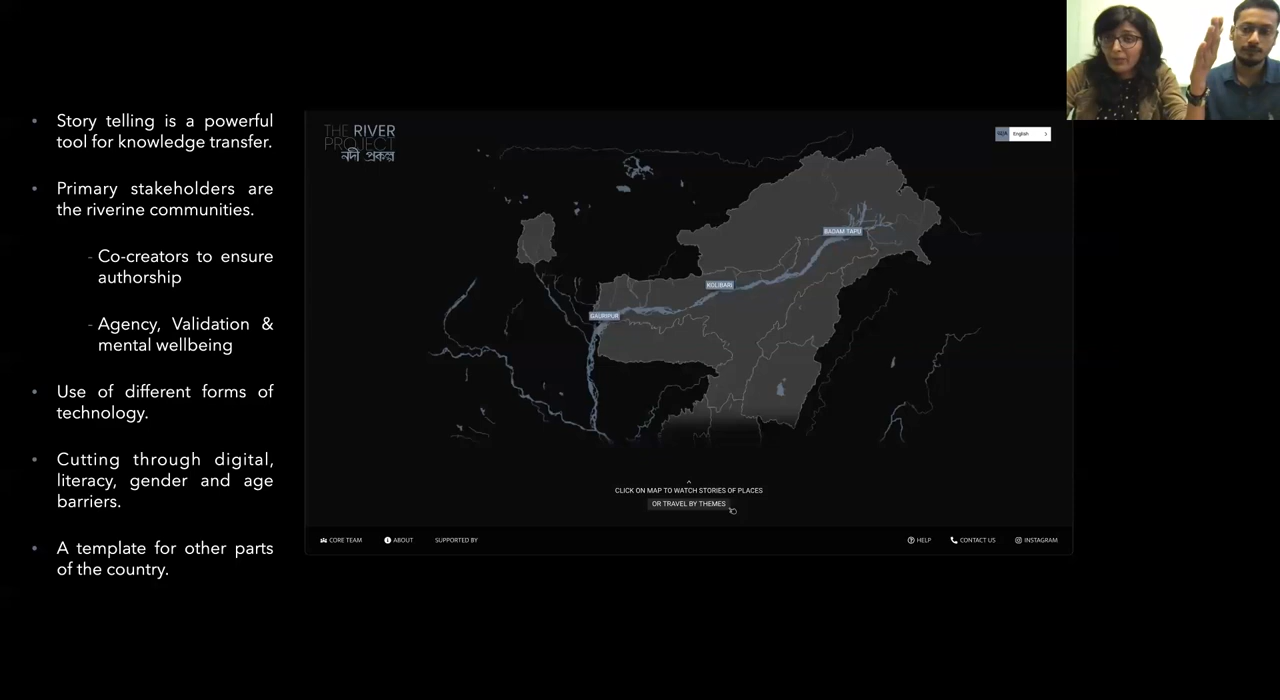 • Story telling is a powerful
tool for knowledge transfer.
• Primary stakeholders are
the riverine communities.
- Co-creators to ensure
authorship
- Agency, Validation &
mental wellbeing
• Use of different forms of
technology.
• Cutting through digital,
literacy, gender and age
barriers.
• A template for other parts
of the country.
THE RIVER
PROJECT
নদী প্রকল্প
English
BADAM TAPU
KOLIBARI
GAURIPUR
CLICK ON MAP TO WATCH STORIES OF PLACES
OR TRAVEL BY THEMES
CORE TEAM
ABOUT
SUPPORTED BY
HELP
CONTACT US
INSTAGRAM